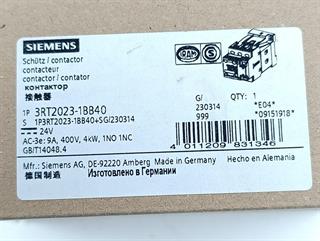 SIEMENS
Schütz / contactor
contacteur
contactor / contator
контактор
接触器
1P 3RT2023-1BB40
S 1P3RT2023-1BB40+SG/230314
24V
AC-3e: 9A, 400V, 4kW, 1NO 1NC
GB/T14048.4
G/
230314
999
QTY: 1
*E04*
*09151918*
Mfr.: Siemens AG, DE-92220 Amberg Made in Germany
Hecho en Alemania
德国制造
Изготовлено в Германии
4 011209 831346